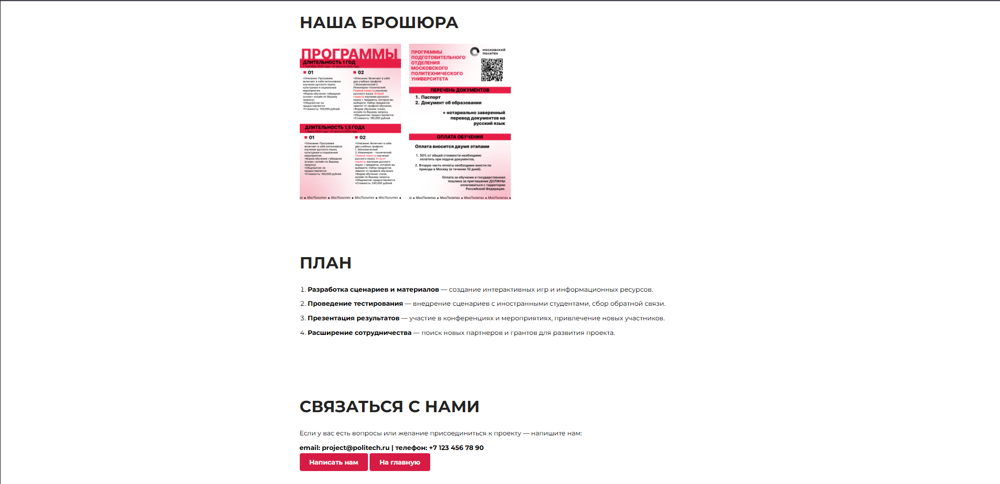 НАША БРОШЮРА
ПРОГРАММЫ
ДЛИТЕЛЬНОСТЬ 1 ГОД
1 сентября 2025 года - 31 августа 2026 года
01
•Описание: Программа
включает в себя интенсивное
изучение русского языка,
культурные и социальные
мероприятия.
•Форма обучения: гибридная
(очная+ онлайн по Вашему
запросу).
•Общежитие: не
предоставляется
•Стоимость: 100,000 рублей.
02
•Описание: Включает в себя
два учебных профиля:
1.Экономический 2.
Инженерно-технический.
Первый семестр изучение
русского языка. Второй
семестр изучение русского
языка + предметы, которые вы
выберете. Набор предметов
зависит от профиля обучения.
•Форма обучения: очная,
онлайн по Вашему запросу.
•Общежитие: предоставляется.
•Стоимость: 190,000 рублей.
ДЛИТЕЛЬНОСТЬ 1,5 ГОДА
01
•Описание: Программа
включает в себя интенсивное
изучение русского языка,
культурные и социальные
мероприятия.
•Форма обучения: гибридная
(очная+ онлайн по Вашему
запросу).
•Общежитие: не
предоставляется
•Стоимость: 160,000 рублей.
02
•Описание: Включает в себя
два учебных профиля:
1. Экономический
2. Инженерно - технический.
Первый семестр изучение
русского языка. Второй
семестр изучение русского
языка + предметы, которые вы
выберете. Набор предметов
зависит от профиля обучения.
•Форма обучения: очная,
онлайн по Вашему запросу.
•Общежитие: предоставляется
•Стоимость: 240,000 рублей.
ех ● МосПолитех ● МосПолитех ● МосПолитех ● МосПолитех ●
ПРОГРАММЫ
ПОДГОТОВИТЕЛЬНОГО
ОТДЕЛЕНИЯ
МОСКОВСКОГО
ПОЛИТЕХНИЧЕСКОГО
УНИВЕРСИТЕТА
московский
политех
ПЕРЕЧЕНЬ ДОКУМЕНТОВ
1. Паспорт
2. Документ об образовании
+ нотариально заверенный
перевод документов на
русский язык
ОПЛАТА ОБУЧЕНИЯ
Оплата вносится двумя этапами
1. 50% от общей стоимости необходимо
оплатить при подаче документов,
2. Вторую часть оплаты необходимо внести по
приезде в Москву (в течении 10 дней).
Оплата за обучение и государственная
пошлина за приглашение ДОЛЖНЫ
оплачиваться с территории
Российской Федерации.
ех ● МосПолитех ● МосПолитех ● МосПолитех ● МосПолитех ●
ПЛАН
1. Разработка сценариев и материалов — создание интерактивных игр и информационных ресурсов.
2. Проведение тестирования — внедрение сценариев с иностранными студентами, сбор обратной связи.
3. Презентация результатов — участие в конференциях и мероприятиях, привлечение новых участников.
4. Расширение сотрудничества — поиск новых партнеров и грантов для развития проекта.
СВЯЗАТЬСЯ С НАМИ
Если у вас есть вопросы или желание присоединиться к проекту — напишите нам:
email: project@politech.ru | телефон: +7 123 456 78 90
Написать нам
На главную